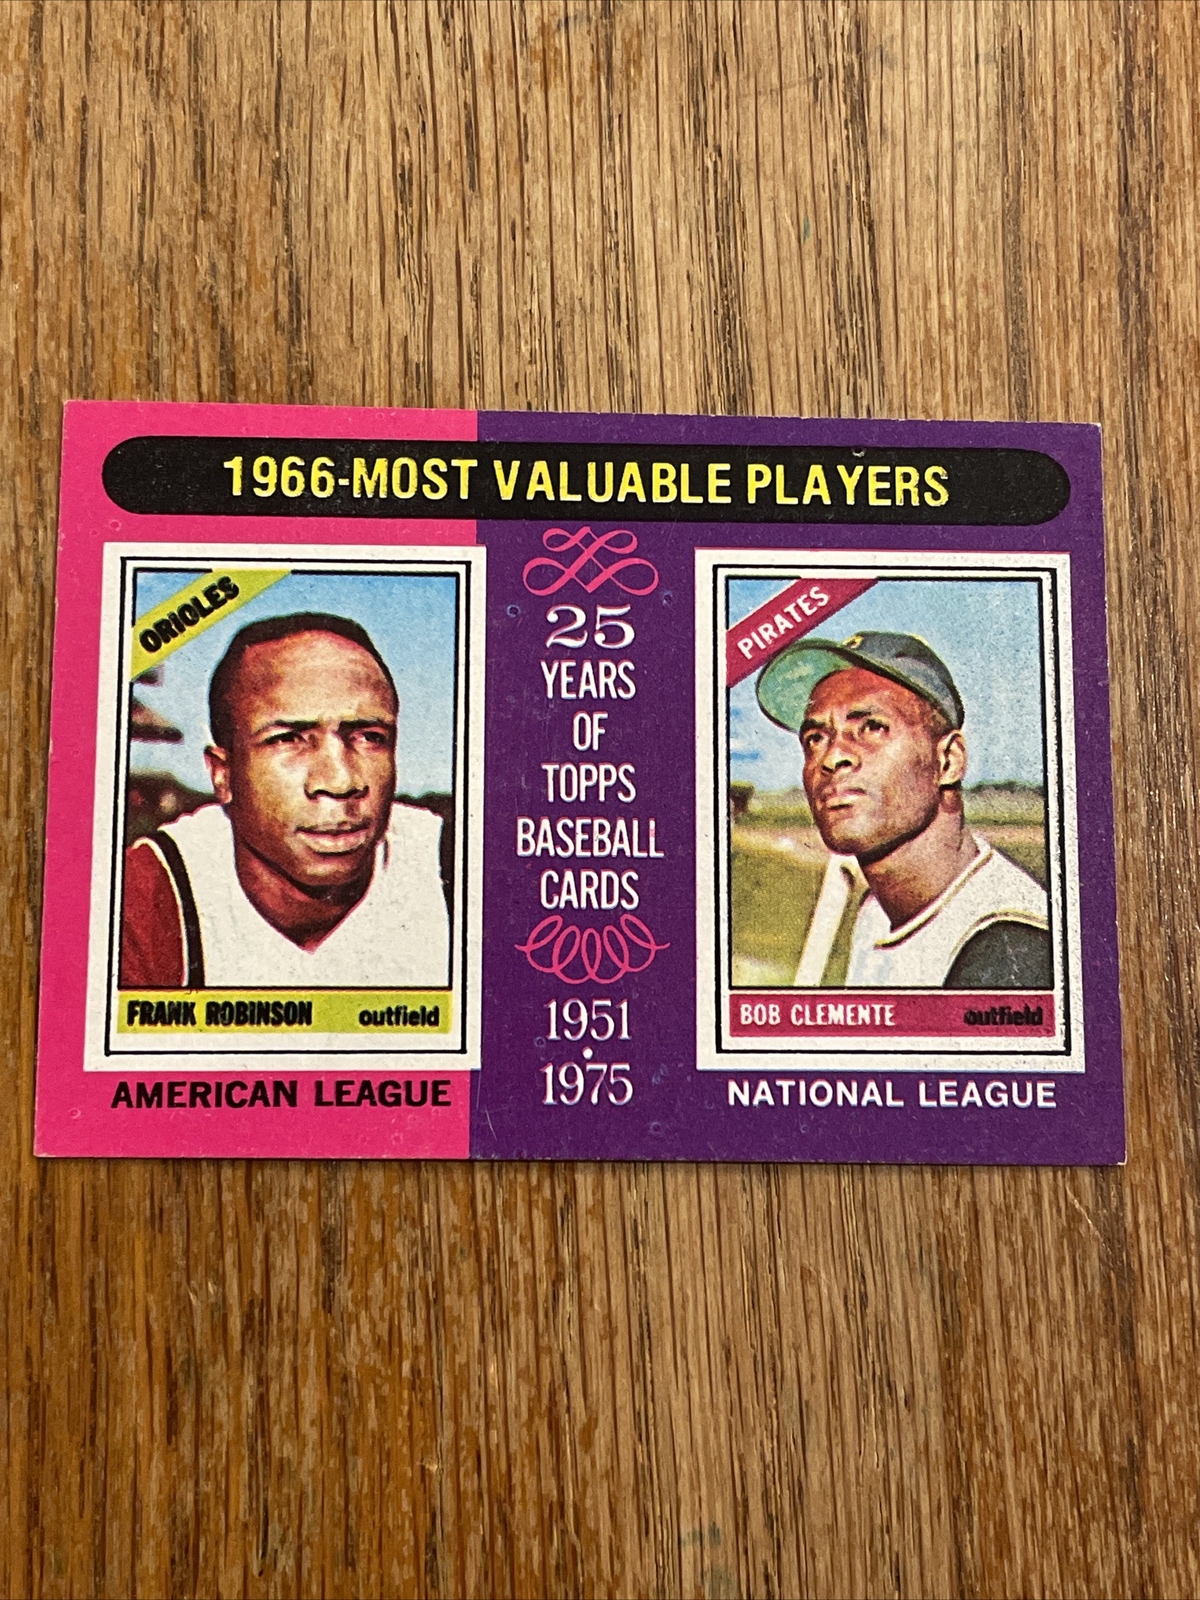 1966-MOST VALUABLE PLAYERS
ORIOLES
FRANK ROBINSON outfield
AMERICAN LEAGUE
25
YEARS
OF
TOPPS
BASEBALL
CARDS
1951
•
1975
PIRATES
BOB CLEMENTE outfield
NATIONAL LEAGUE